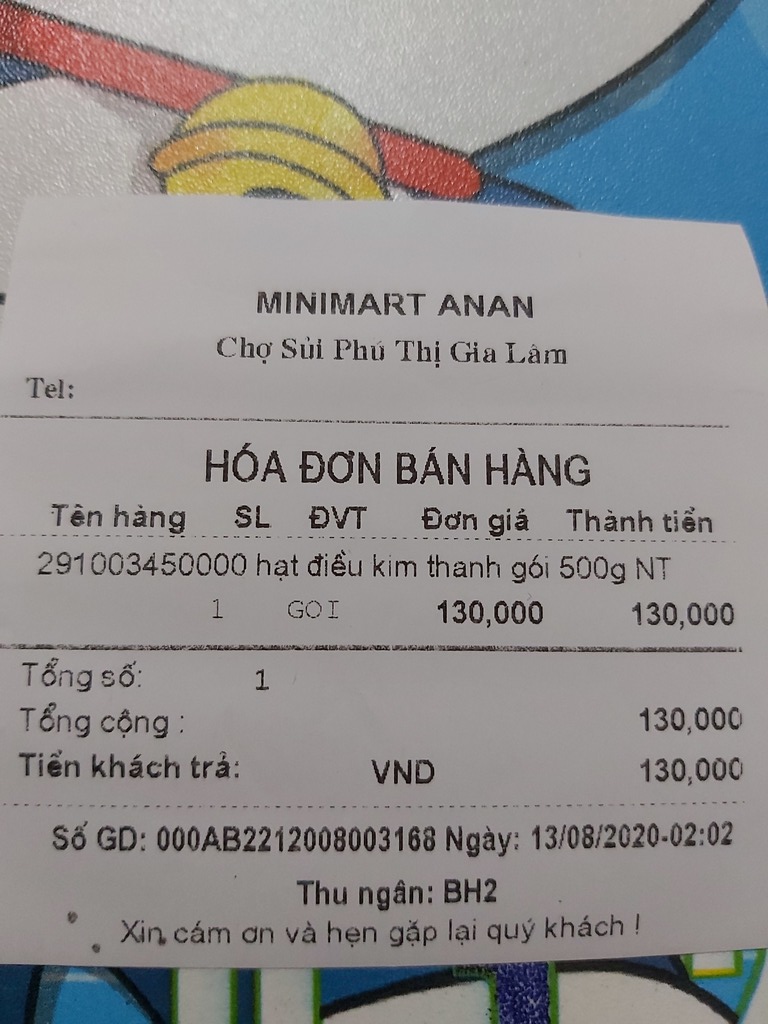 MINIMART ANAN
Chợ Sủi Phú Thị Gia Lâm
Tel:
HÓA ĐƠN BÁN HÀNG
Tên hàng SL ĐVT Đơn giá Thành tiền
291003450000 hạt điều kim thanh gói 500g NT
1 GOI 130,000 130,000
Tổng số: 1
Tổng cộng : 130,000
Tiền khách trả: VND 130,000
Số GD: 000AB2212008003168 Ngày: 13/08/2020-02:02
Thu ngân: BH2
Xin cám ơn và hẹn gặp lại quý khách !